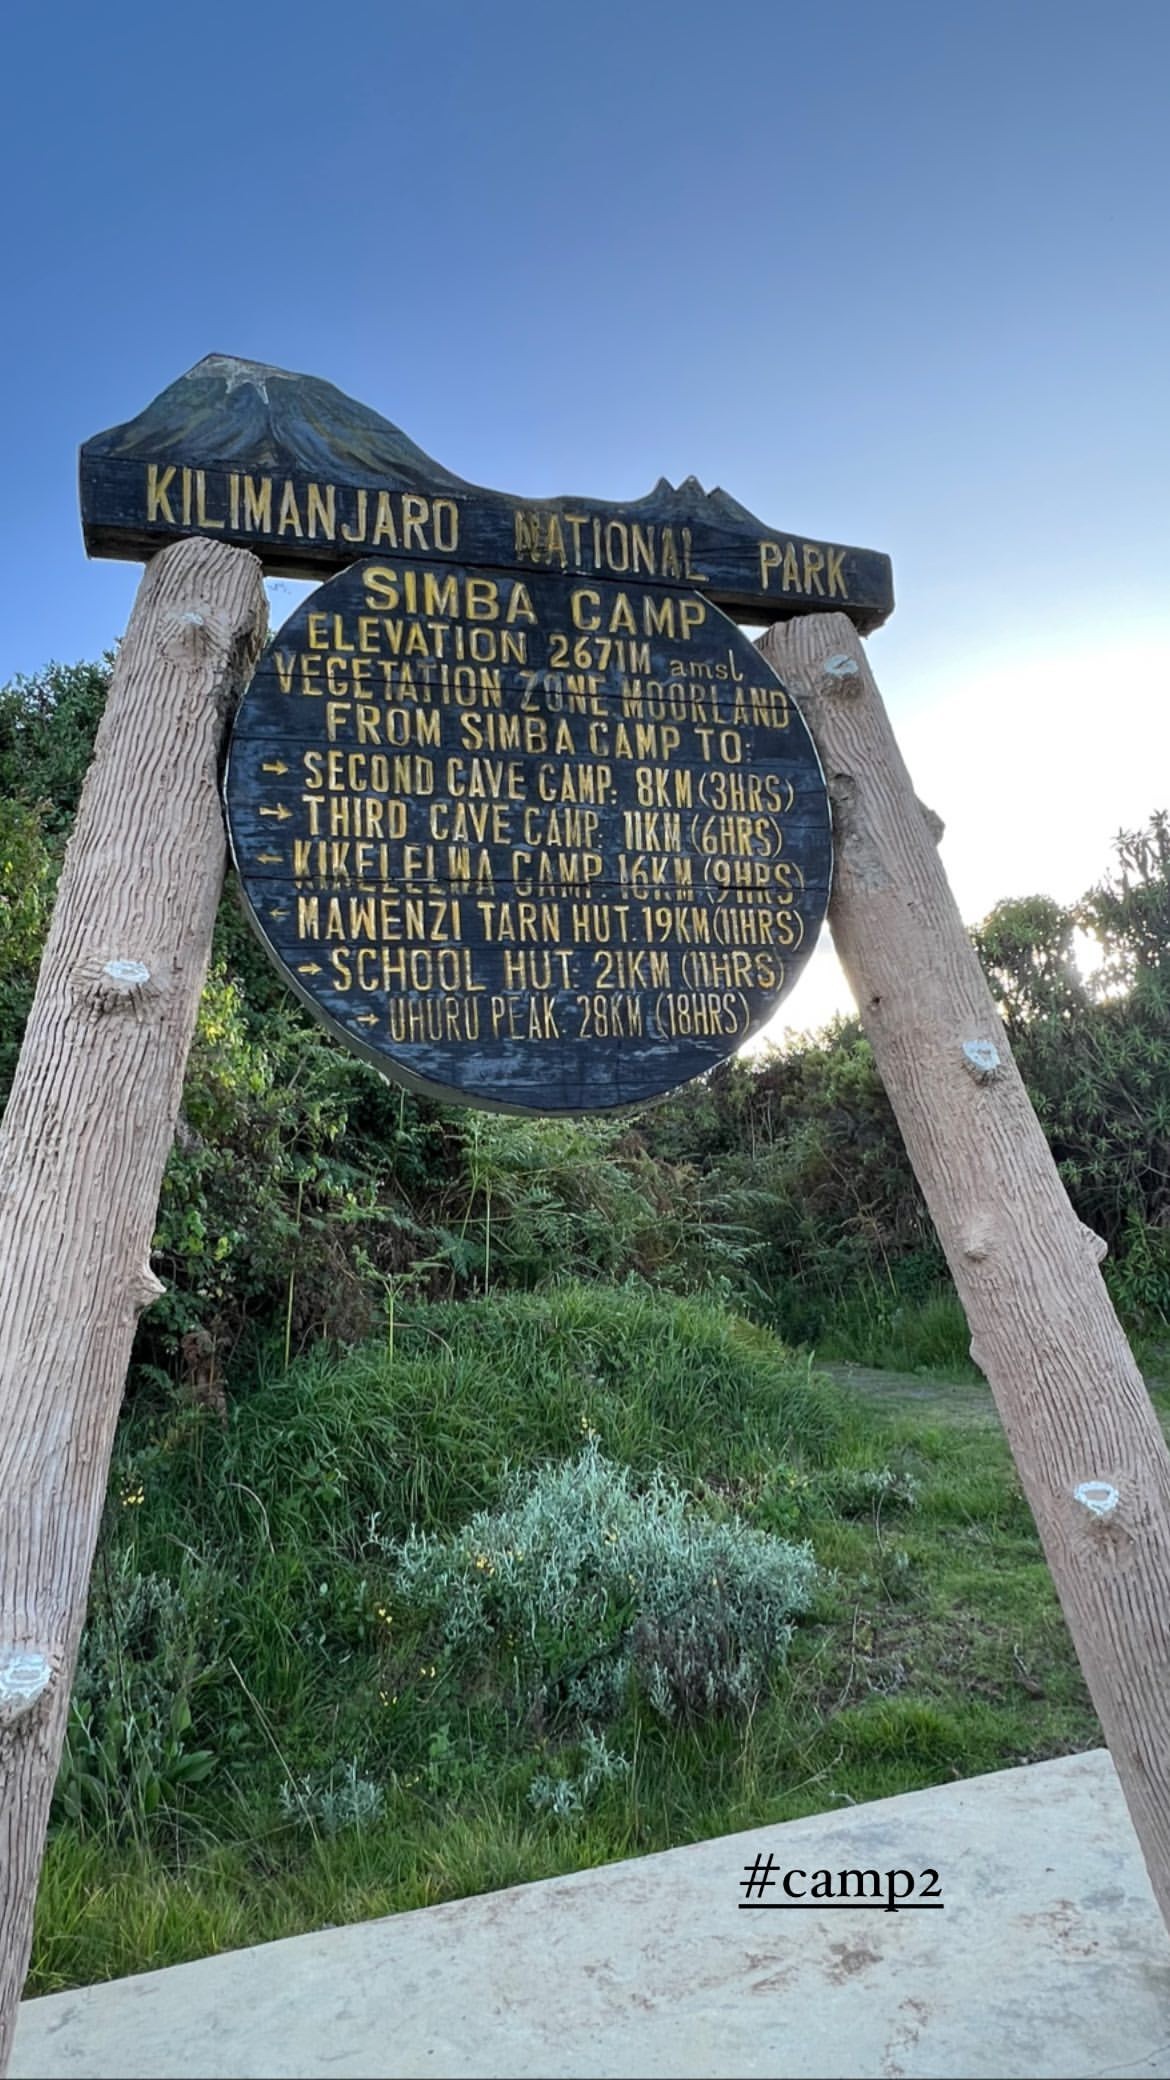 KILIMANJARO NATIONAL PARK
SIMBA CAMP
ELEVATION 2671M amsl
VEGETATION ZONE MOORLAND
FROM SIMBA CAMP TO:
→ SECOND CAVE CAMP: 8KM (3HRS)
→ THIRD CAVE CAMP: 11KM (6HRS)
← KIKELELWA CAMP: 16KM (9HRS)
← MAWENZI TARN HUT: 19KM (11HRS)
→ SCHOOL HUT: 21KM (11HRS)
→ UHURU PEAK: 28KM (18HRS)
#camp2